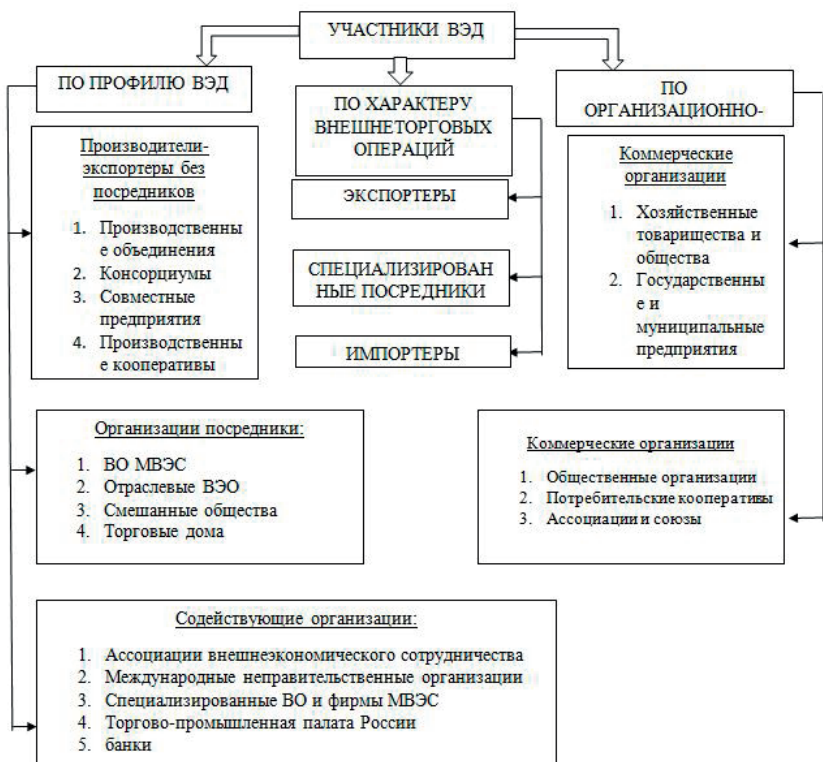 УЧАСТНИКИ ВЭД
ПО ПРОФИЛЮ ВЭД
ПО ХАРАКТЕРУ
ВНЕШНЕТОРГОВЫХ
ОПЕРАЦИЙ
ПО
ОРГАНИЗАЦИОННО-
Производители-
экспортеры без
посредников
1. Производственны
е объединения
2. Консорциумы
3. Совместные
предприятия
4. Производственны
е кооперативы
ЭКСПОРТЕРЫ
СПЕЦИАЛИЗИРОВАН
НЫЕ ПОСРЕДНИКИ
ИМПОРТЕРЫ
Коммерческие
организации
1. Хозяйственные
товарищества и
общества
2. Государственны
е и
муниципальные
предприятия
Организации посредники:
1. ВО МВЭС
2. Отраслевые ВЭО
3. Смешанные общества
4. Торговые дома
Коммерческие организации
1. Общественные организации
2. Потребительские кооперативы
3. Ассоциации и союзы
Содействующие организации:
1. Ассоциации внешнеэкономического сотрудничества
2. Международные неправительственные организации
3. Специализированные ВО и фирмы МВЭС
4. Торгово-промышленная палата России
5. банки